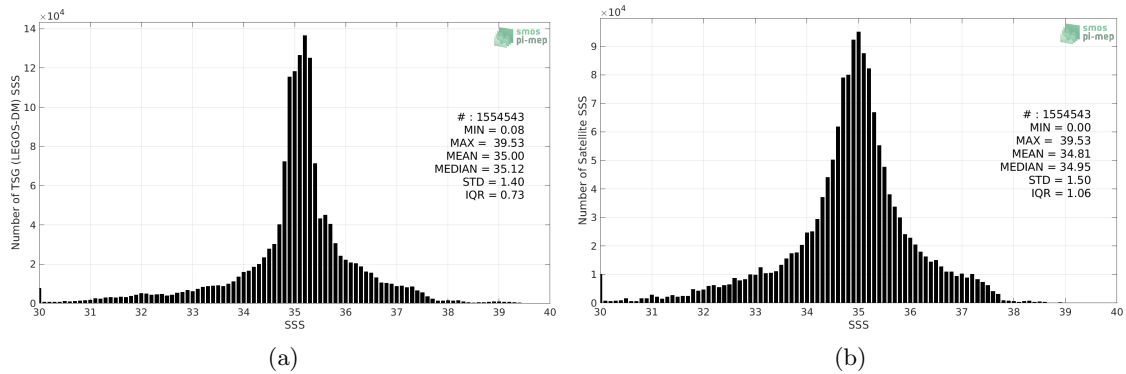 ×10⁴
14
12
10
8
6
4
2
0
Number of TSG (LEGOS-DM) SSS
smos
pi-mep
# : 1554543
MIN = 0.08
MAX = 39.53
MEAN = 35.00
MEDIAN = 35.12
STD = 1.40
IQR = 0.73
30 31 32 33 34 35 36 37 38 39 40
SSS
(a)
×10⁴
9
8
7
6
5
4
3
2
1
0
Number of Satellite SSS
smos
pi-mep
# : 1554543
MIN = 0.00
MAX = 39.53
MEAN = 34.81
MEDIAN = 34.95
STD = 1.50
IQR = 1.06
30 31 32 33 34 35 36 37 38 39 40
SSS
(b)